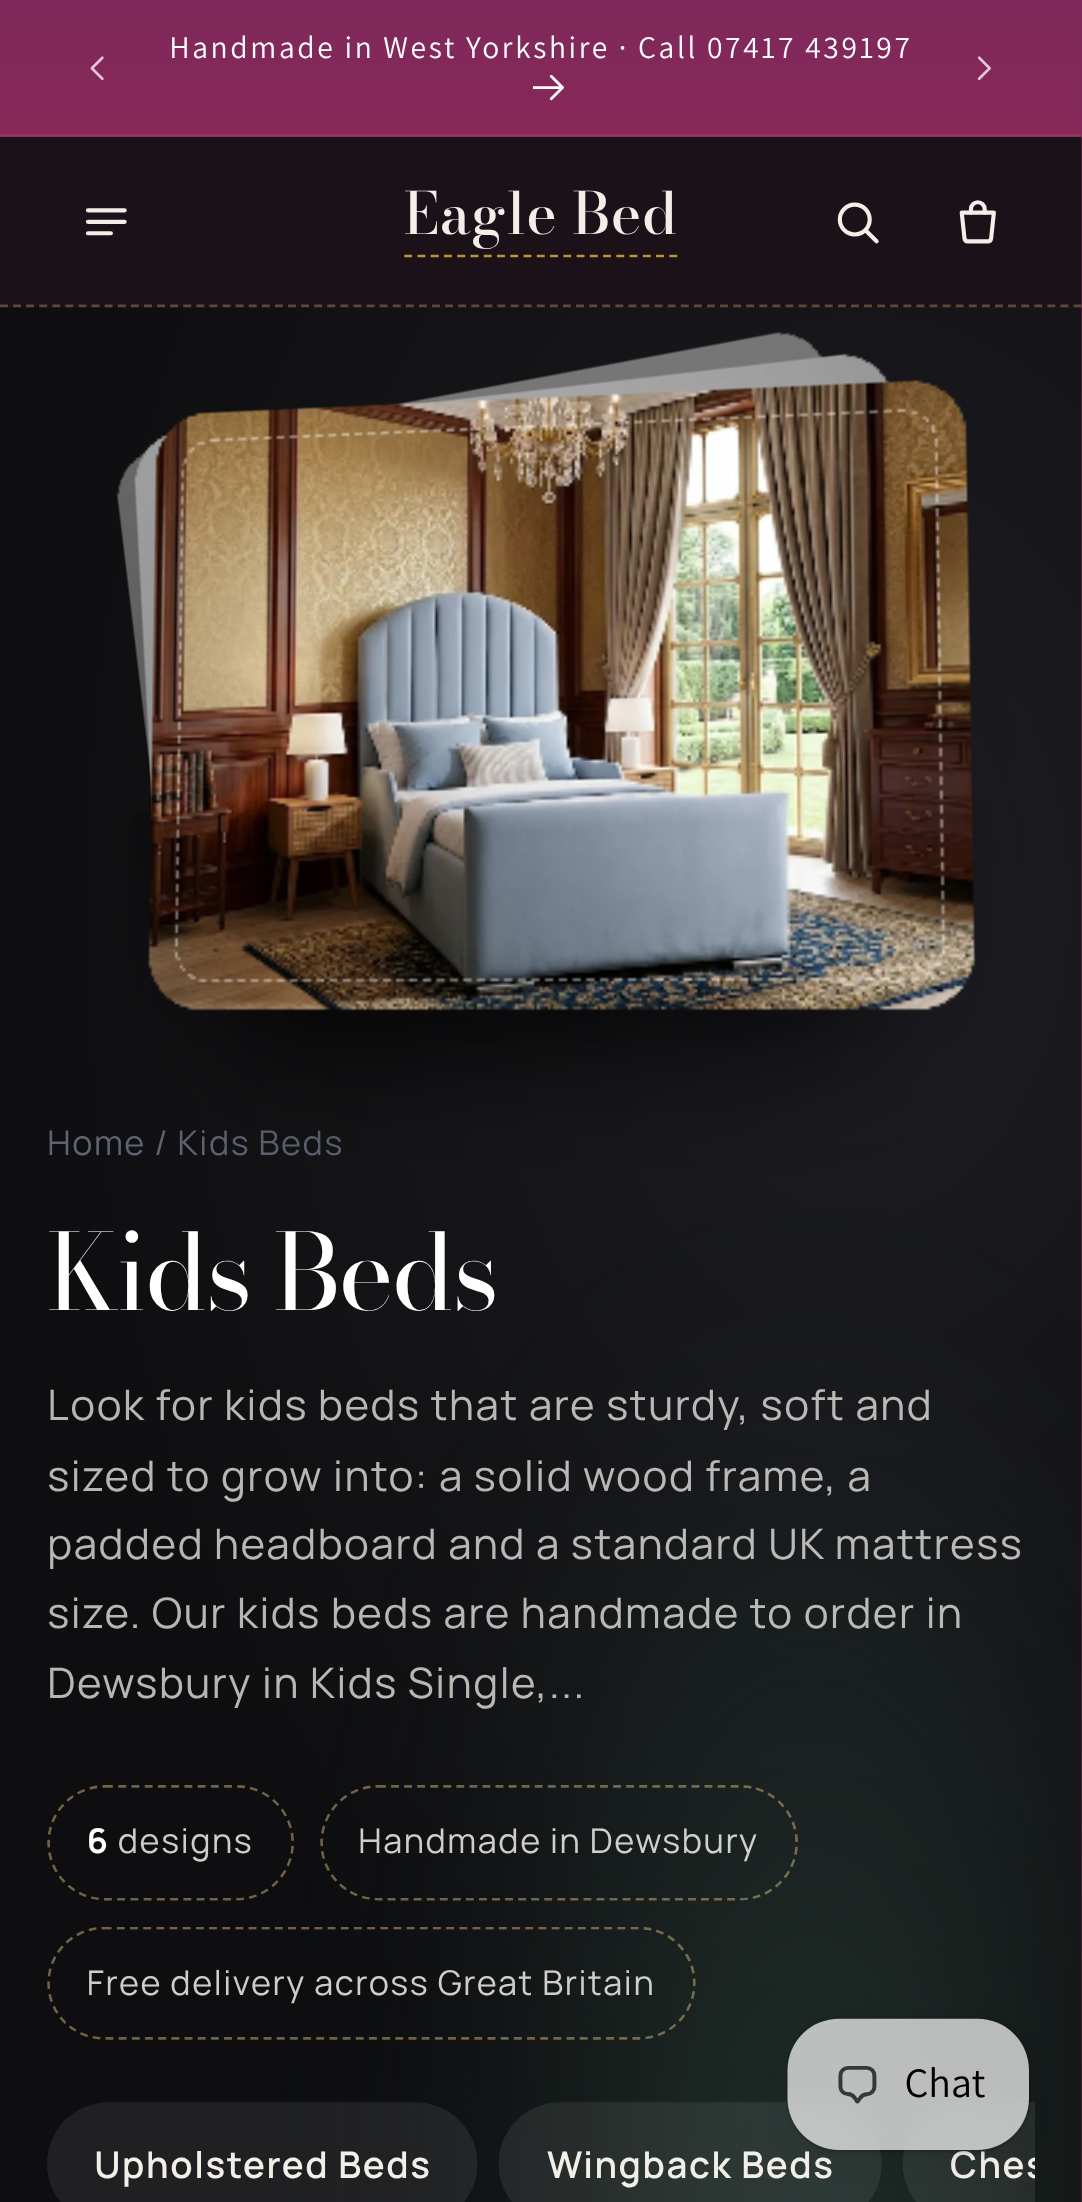 Handmade in West Yorkshire · Call 07417 439197
→
Eagle Bed
Home / Kids Beds
Kids Beds
Look for kids beds that are sturdy, soft and
sized to grow into: a solid wood frame, a
padded headboard and a standard UK mattress
size. Our kids beds are handmade to order in
Dewsbury in Kids Single,...
6 designs
Handmade in Dewsbury
Free delivery across Great Britain
Chat
Upholstered Beds
Wingback Beds
Ches